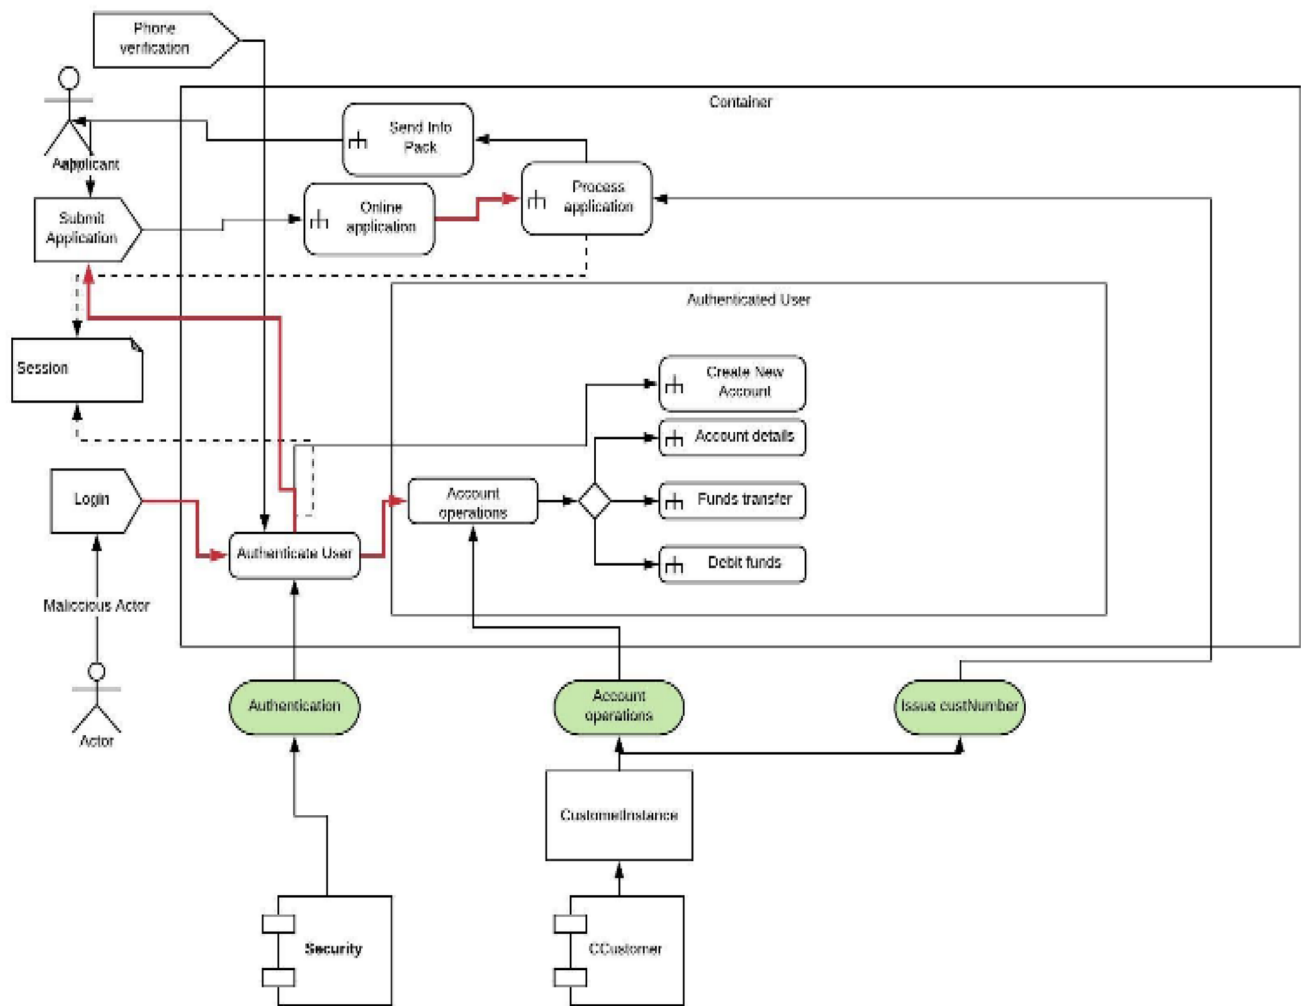 Phone
verification
Container
Send Info
Pack
Applicant
Process
application
Online
application
Submit
Application
Authenticated User
Session
Create New
Account
Account details
Login
Account
operations
Funds transfer
Authenticate User
Debit funds
Maliccious Actor
Authentication
Account
operations
Issue custNumber
Actor
CustometInstance
Security
CCustomer